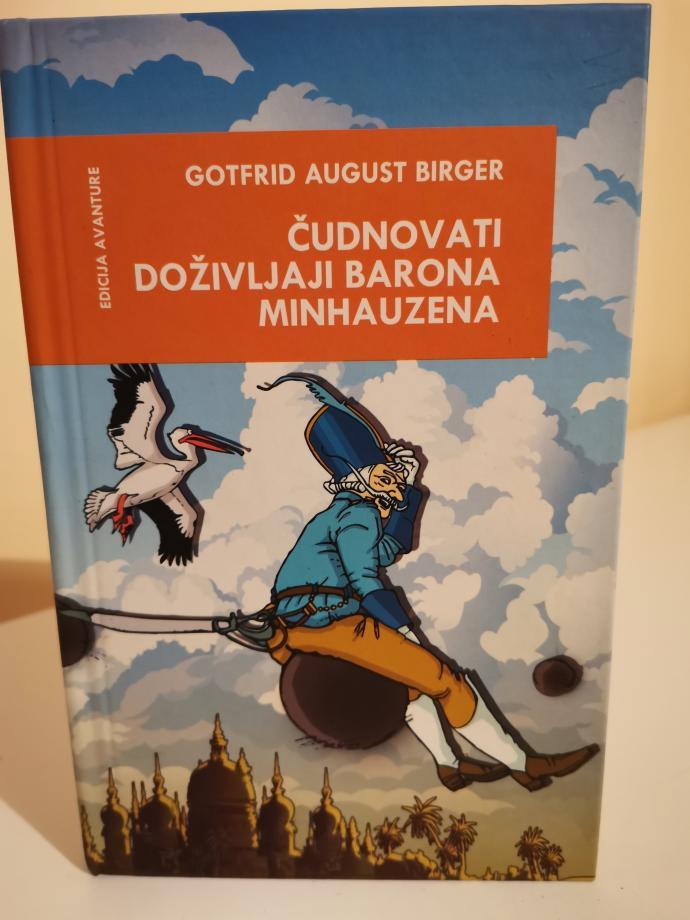 EDICIJA AVANTURE
GOTFRID AUGUST BIRGER
ČUDNOVATI
DOŽIVLJAJI BARONA
MINHAUZENA